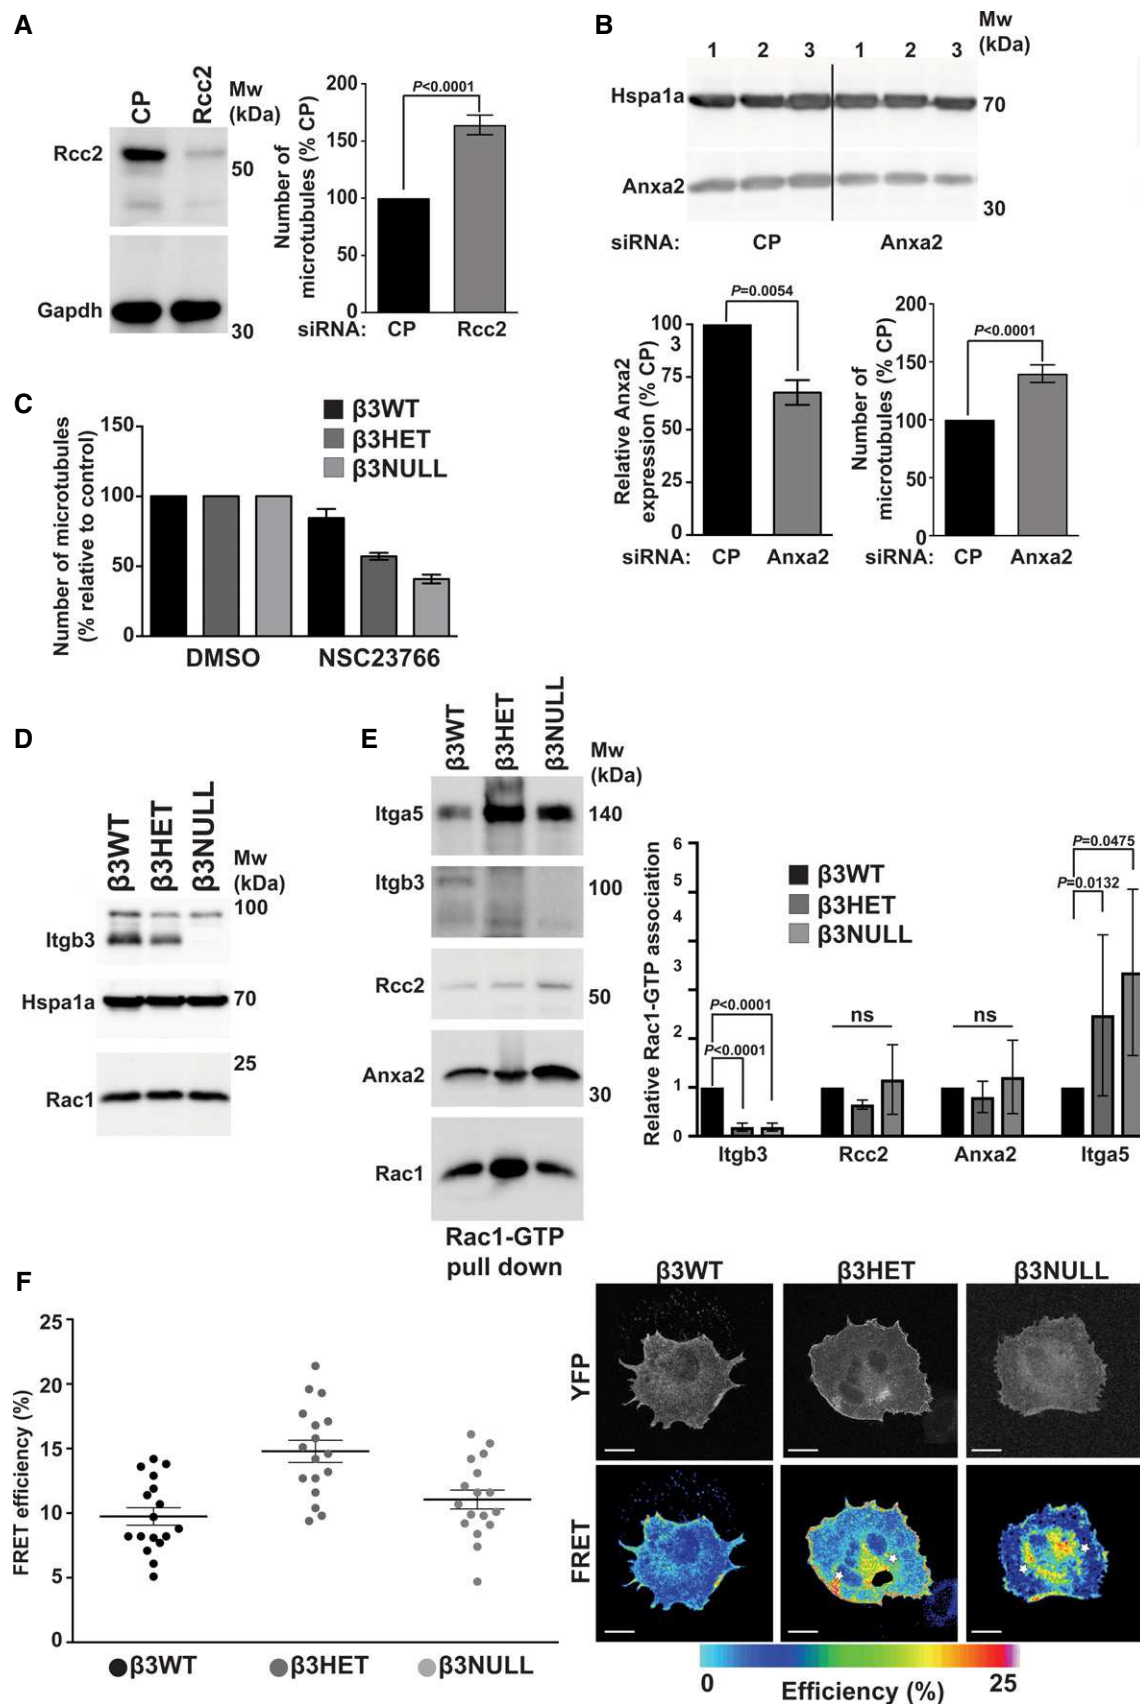 A
CP
Rcc2
Mw
(kDa)
Rcc2
50
Gapdh
30
Number of
microtubules (% CP)
200
150
100
50
0
P<0.0001
siRNA: CP Rcc2
B
1 2 3 1 2 3
Mw
(kDa)
Hspa1a
70
Anxa2
30
siRNA: CP Anxa2
Relative Anxa2
expression (% CP)
100
3
75
50
25
0
P=0.0054
siRNA: CP Anxa2
Number of
microtubules (% CP)
200
150
100
50
0
P<0.0001
siRNA: CP Anxa2
C
Number of microtubules
(% relative to control)
150
100
50
0
β3WT
β3HET
β3NULL
DMSO NSC23766
D
β3WT
β3HET
β3NULL
Mw
(kDa)
100
Itgb3
Hspa1a
70
25
Rac1
E
β3WT
β3HET
β3NULL
Mw
(kDa)
Itga5
140
Itgb3
100
Rcc2
50
Anxa2
30
Rac1
Rac1-GTP
pull down
Relative Rac1-GTP association
6
5
4
3
2
1
0
β3WT
β3HET
β3NULL
P<0.0001
P<0.0001
ns
ns
P=0.0475
P=0.0132
Itgb3 Rcc2 Anxa2 Itga5
F
FRET efficiency (%)
25
20
15
10
5
0
β3WT β3HET β3NULL
β3WT β3HET β3NULL
YFP
FRET
0 25
Efficiency (%)